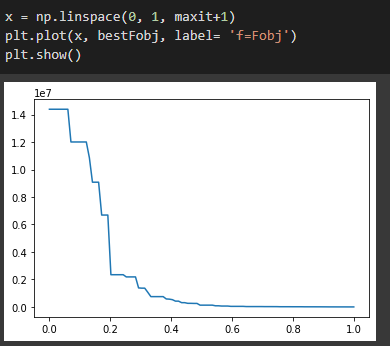 x = np.linspace(0, 1, maxit+1)
plt.plot(x, bestFobj, label= 'f=Fobj')
plt.show()
1e7
1.4
1.2
1.0
0.8
0.6
0.4
0.2
0.0
0.0 0.2 0.4 0.6 0.8 1.0